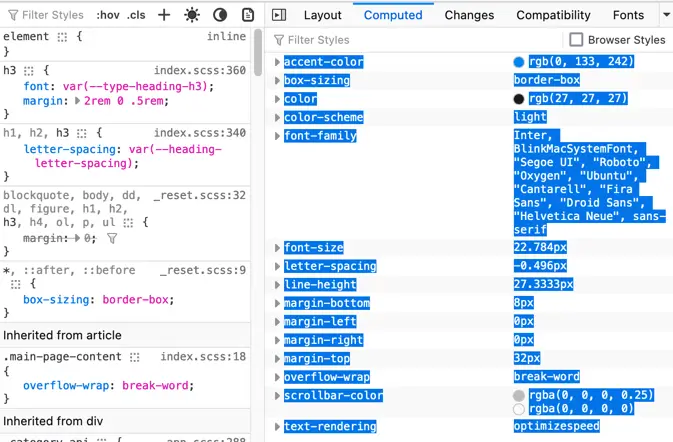 Filter Styles :hov .cls
element { inline
}
h3 { index.scss:360
font: var(--type-heading-h3);
margin: 2rem 0 .5rem;
}
h1, h2, h3 { index.scss:340
letter-spacing: var(--heading-
letter-spacing);
}
blockquote, body, dd, _reset.scss:32
dl, figure, h1, h2,
h3, h4, ol, p, ul {
margin: 0;
}
*, ::after, ::before _reset.scss:9
{
box-sizing: border-box;
}
Inherited from article
.main-page-content index.scss:18
{
overflow-wrap: break-word;
}
Inherited from div
.category-api app.scss:288
Layout Computed Changes Compatibility Fonts
Filter Styles Browser Styles
accent-color rgb(0, 133, 242)
box-sizing border-box
color rgb(27, 27, 27)
color-scheme light
font-family Inter,
BlinkMacSystemFont,
"Segoe UI", "Roboto",
"Oxygen", "Ubuntu",
"Cantarell", "Fira
Sans", "Droid Sans",
"Helvetica Neue", sans-
serif
font-size 22.784px
letter-spacing -0.496px
line-height 27.3333px
margin-bottom 8px
margin-left 0px
margin-right 0px
margin-top 32px
overflow-wrap break-word
scrollbar-color rgba(0, 0, 0, 0.25)
rgba(0, 0, 0, 0)
text-rendering optimizespeed